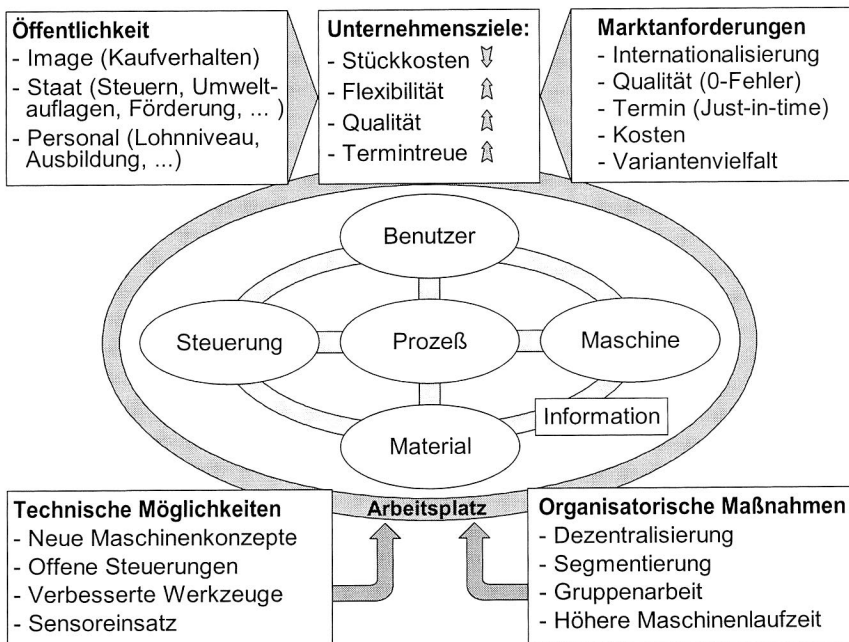 Öffentlichkeit
- Image (Kaufverhalten)
- Staat (Steuern, Umwelt-
auflagen, Förderung, ... )
- Personal (Lohnniveau,
Ausbildung, ...)
Unternehmensziele:
- Stückkosten
- Flexibilität
- Qualität
- Termintreue
Marktanforderungen
- Internationalisierung
- Qualität (0-Fehler)
- Termin (Just-in-time)
- Kosten
- Variantenvielfalt
Benutzer
Steuerung
Prozeß
Maschine
Material
Information
Arbeitsplatz
Technische Möglichkeiten
- Neue Maschinenkonzepte
- Offene Steuerungen
- Verbesserte Werkzeuge
- Sensoreinsatz
Organisatorische Maßnahmen
- Dezentralisierung
- Segmentierung
- Gruppenarbeit
- Höhere Maschinenlaufzeit